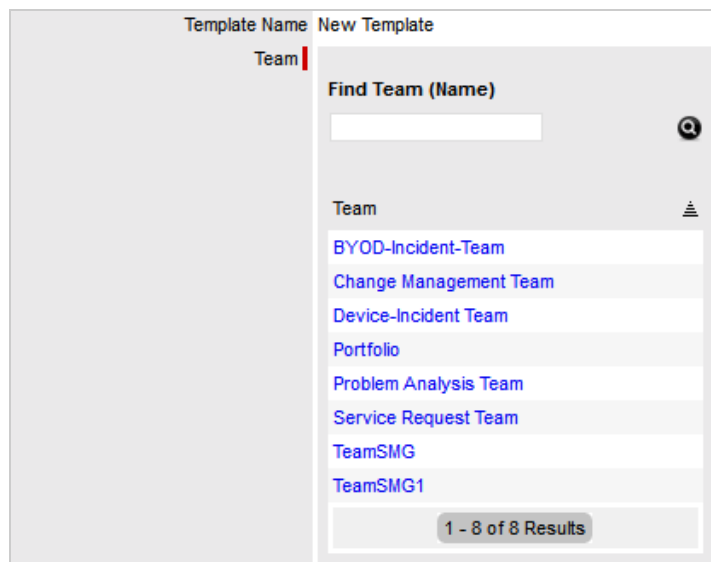 Template Name New Template
Team
Find Team (Name)
Team
BYOD-Incident-Team
Change Management Team
Device-Incident Team
Portfolio
Problem Analysis Team
Service Request Team
TeamSMG
TeamSMG1
1 - 8 of 8 Results